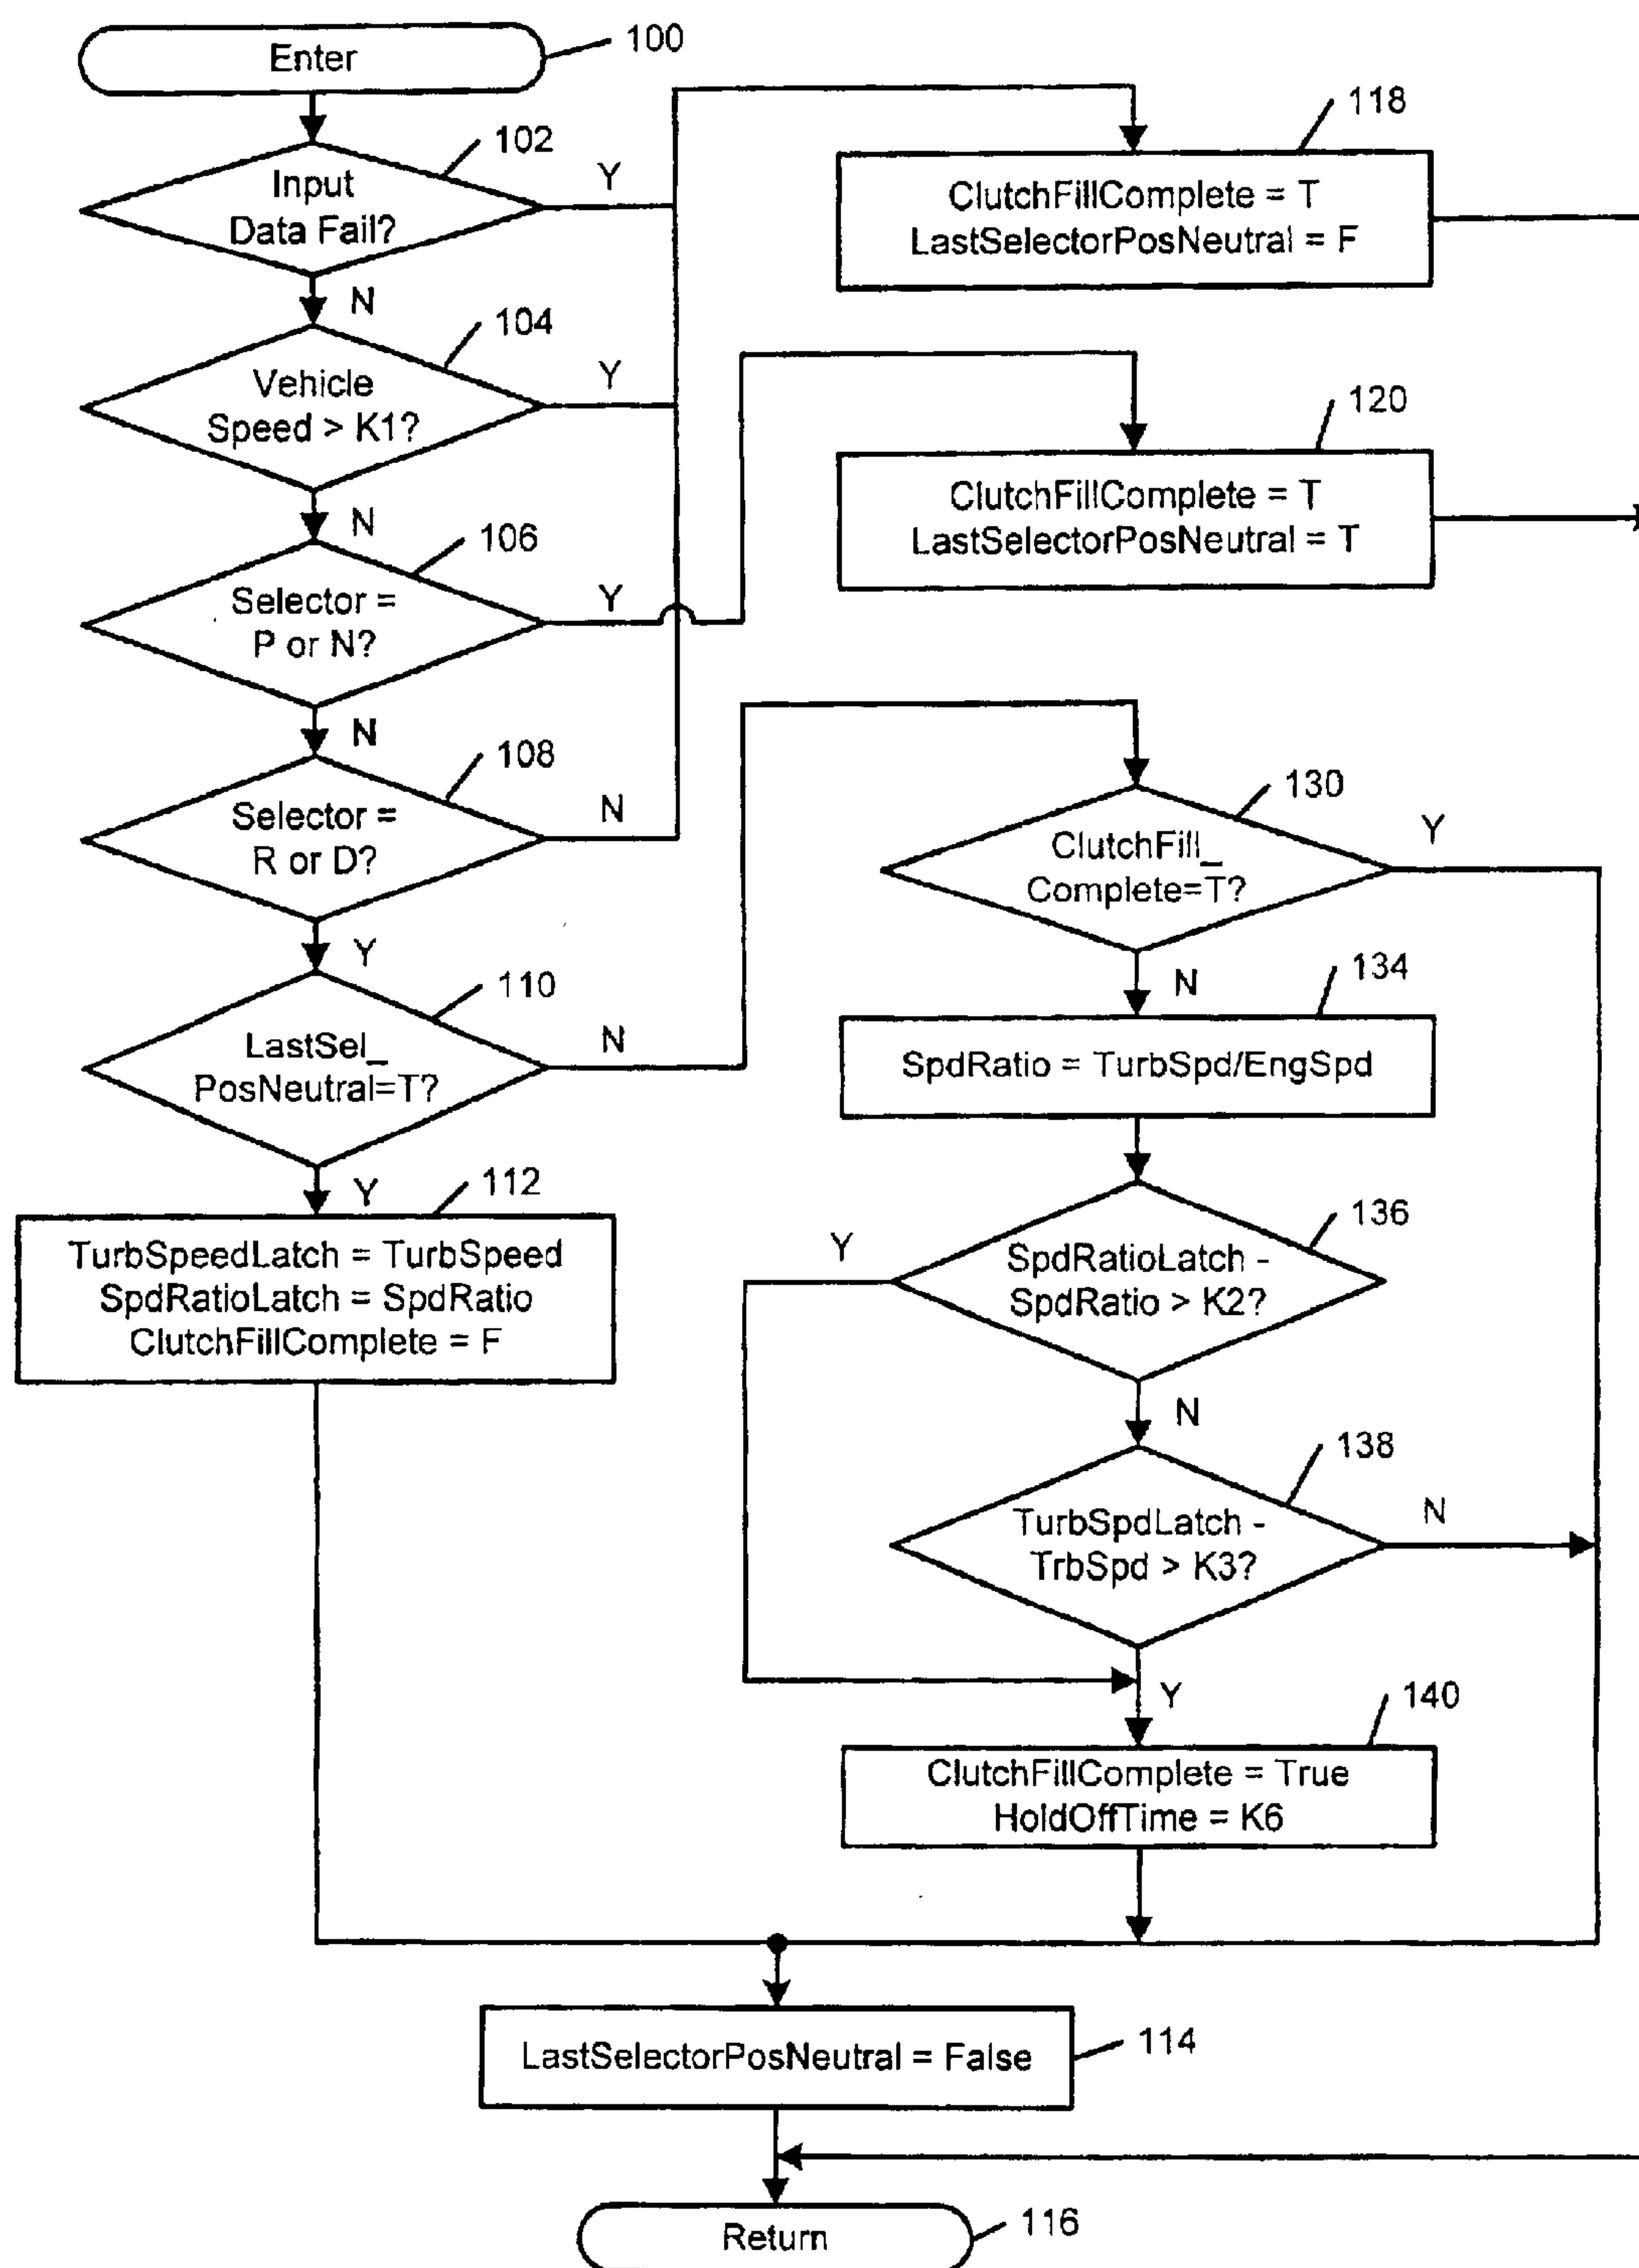 Enter
100
102
Input
Data Fail?
Y
N
104
Vehicle
Speed > K1?
Y
N
106
Selector =
P or N?
Y
N
108
Selector =
R or D?
N
Y
110
LastSel_
PosNeutral=T?
N
Y
112
TurbSpeedLatch = TurbSpeed
SpdRatioLatch = SpdRatio
ClutchFillComplete = F
118
ClutchFillComplete = T
LastSelectorPosNeutral = F
120
ClutchFillComplete = T
LastSelectorPosNeutral = T
130
ClutchFill_
Complete=T?
Y
N
134
SpdRatio = TurbSpd/EngSpd
136
SpdRatioLatch -
SpdRatio > K2?
Y
N
138
TurbSpdLatch -
TrbSpd > K3?
N
Y
140
ClutchFillComplete = True
HoldOffTime = K6
LastSelectorPosNeutral = False
114
Return
116